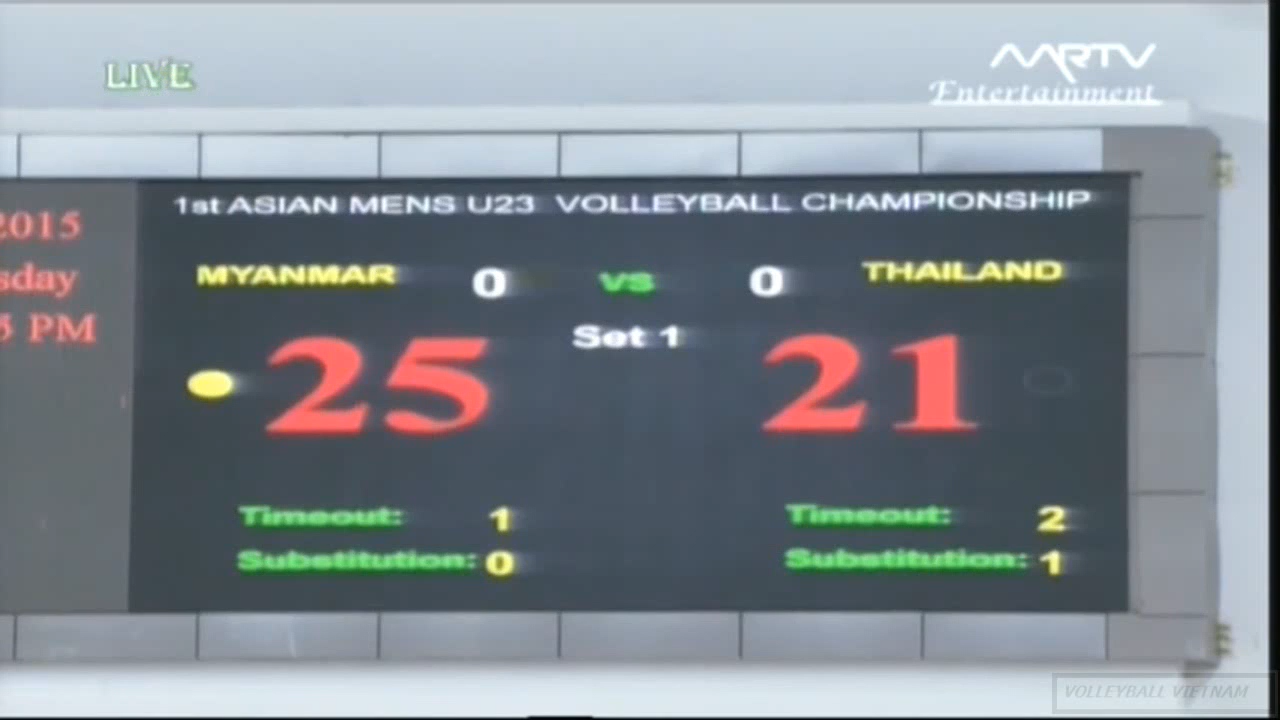 LIVE
MRTV
Entertainment
2015
sday
5 PM
1st ASIAN MENS U23 VOLLEYBALL CHAMPIONSHIP
MYANMAR 0 VS 0 THAILAND
Set 1
25 21
Timeout: 1 Timeout: 2
Substitution: 0 Substitution: 1
VOLLEYBALL VIETNAM